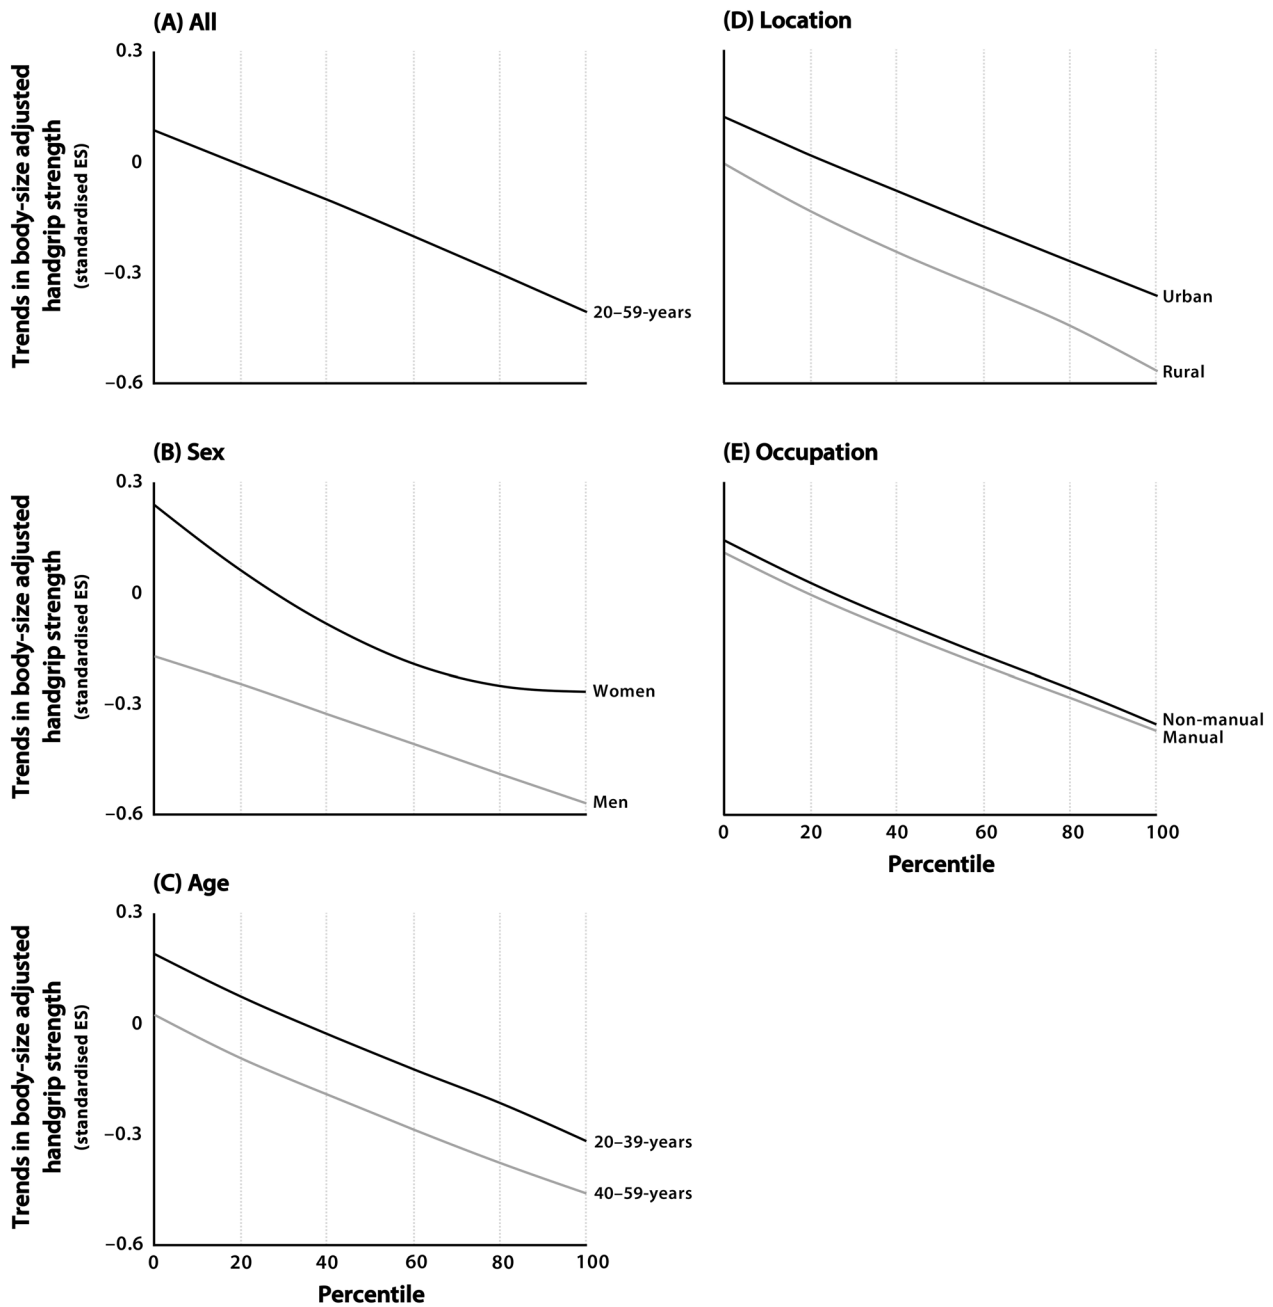 (A) All
Trends in body-size adjusted
handgrip strength
(standardised ES)
0.3
0
−0.3
−0.6
20–59-years
(D) Location
Urban
Rural
(B) Sex
Trends in body-size adjusted
handgrip strength
(standardised ES)
0.3
0
−0.3
−0.6
Women
Men
(E) Occupation
Non-manual
Manual
0 20 40 60 80 100
Percentile
(C) Age
Trends in body-size adjusted
handgrip strength
(standardised ES)
0.3
0
−0.3
−0.6
20–39-years
40–59-years
0 20 40 60 80 100
Percentile